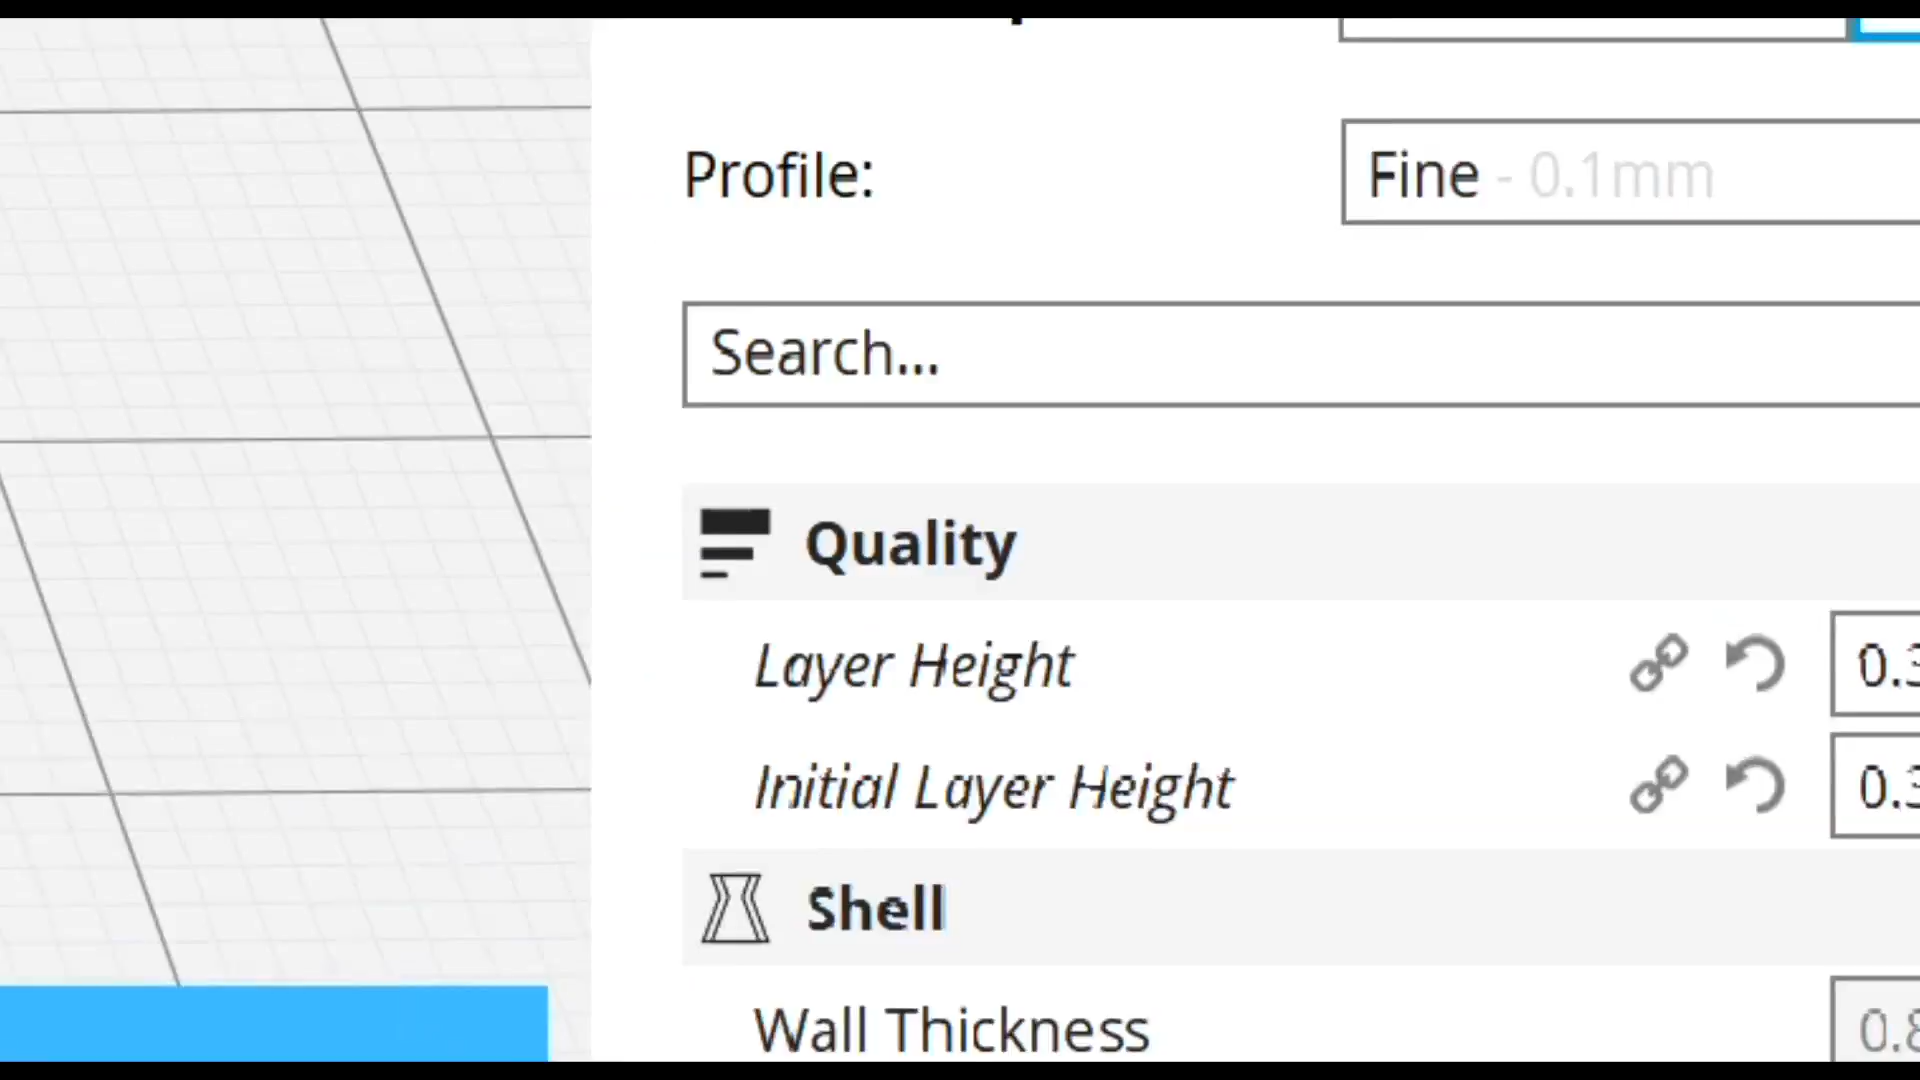 Profile:
Fine - 0.1mm
Search...
Quality
Layer Height
Initial Layer Height
Shell
Wall Thickness